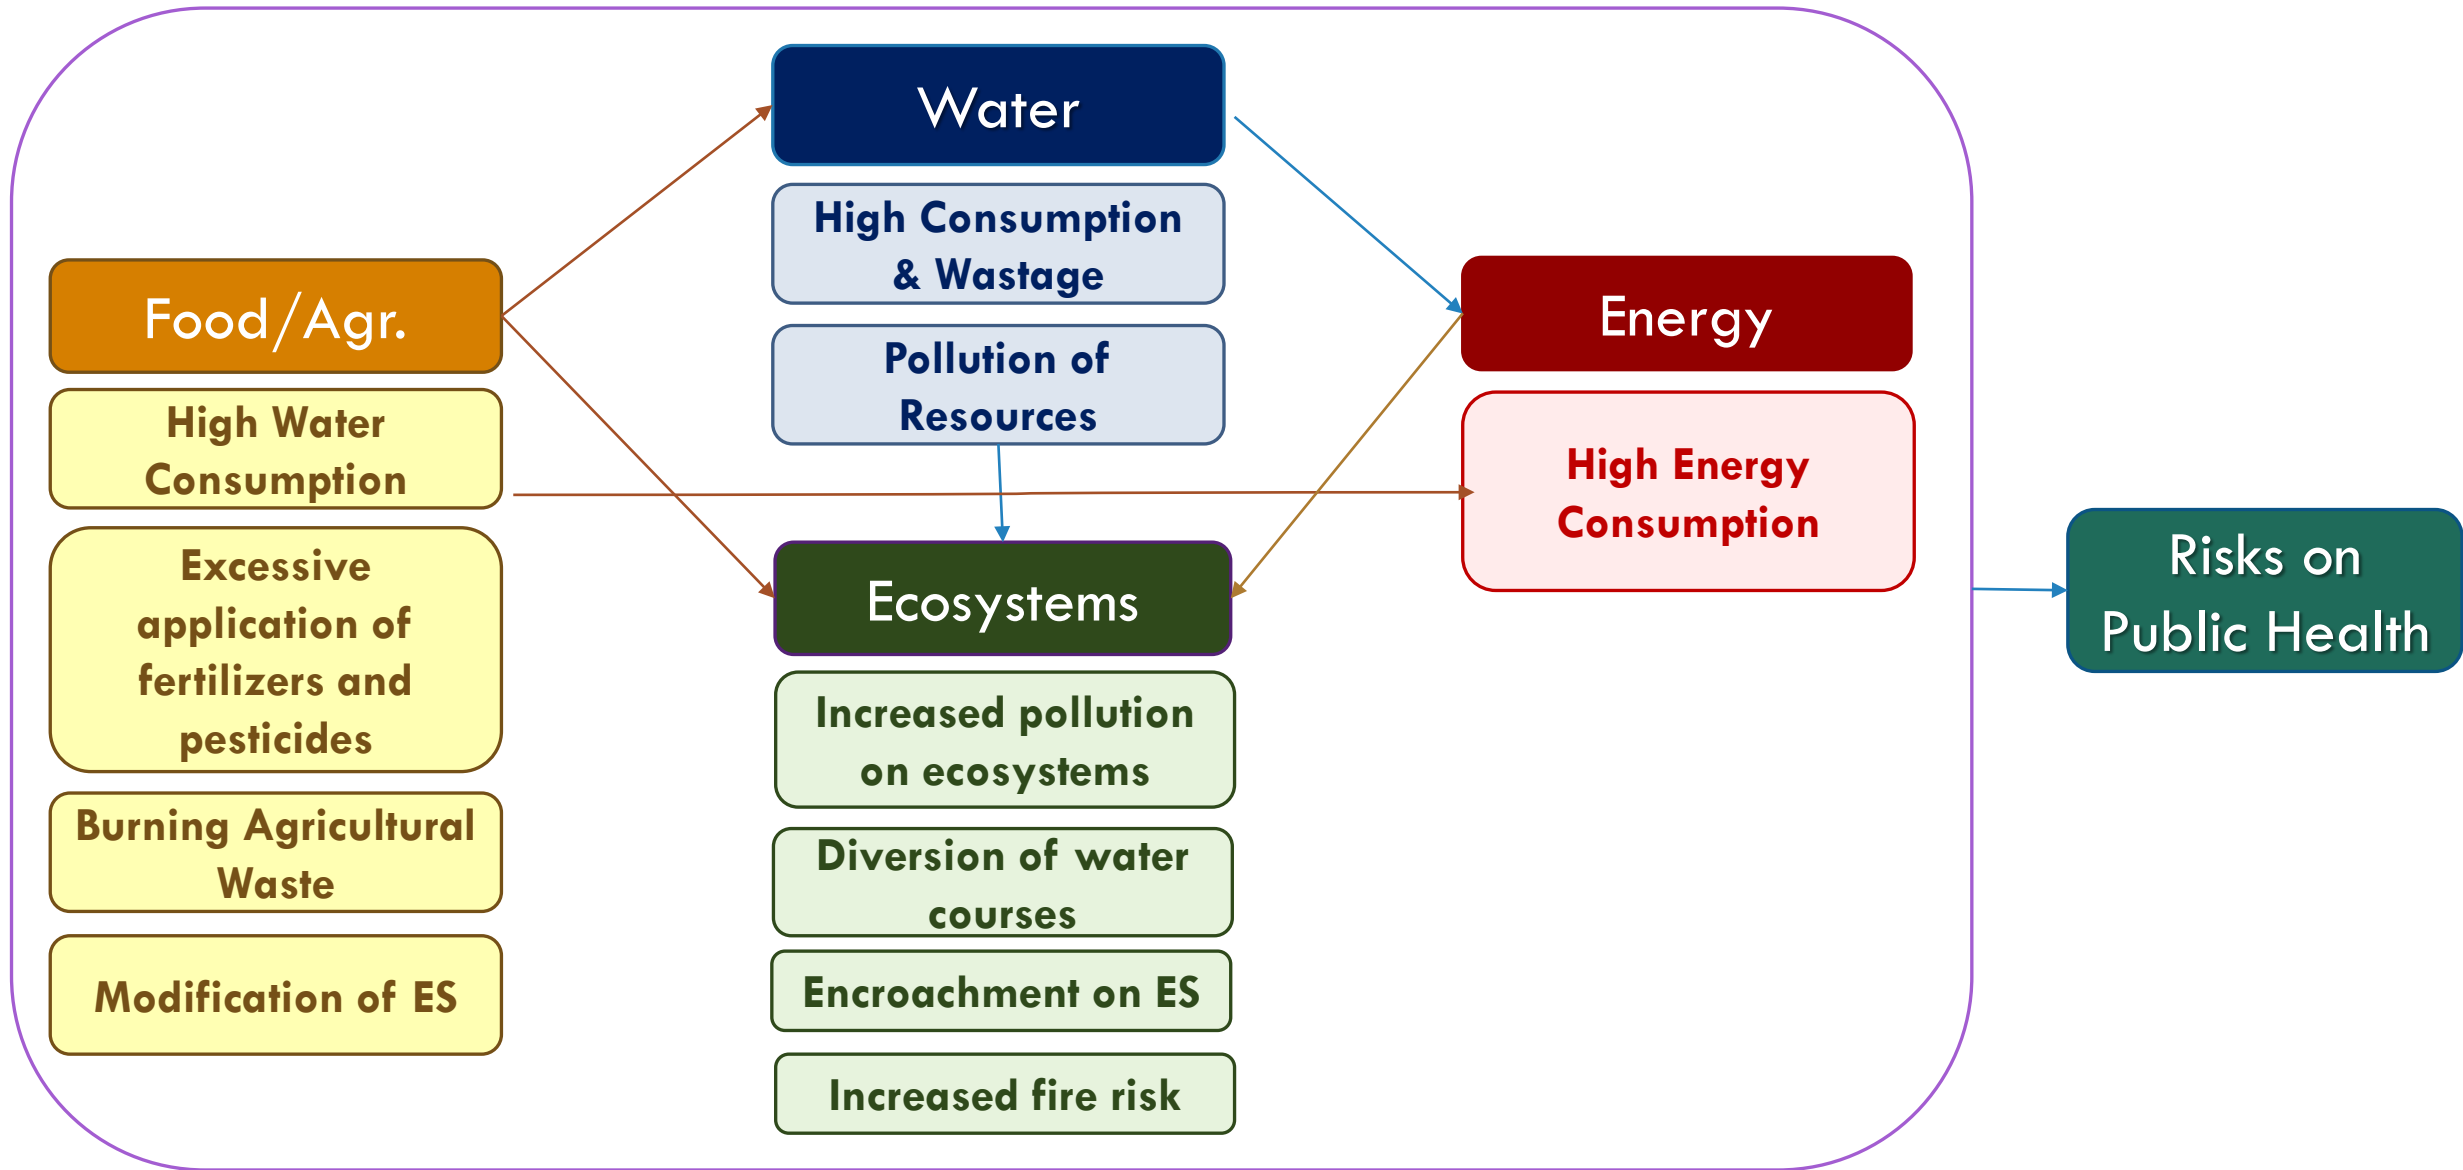 Water
High Consumption
& Wastage
Pollution of
Resources
Food/Agr.
High Water
Consumption
Excessive
application of
fertilizers and
pesticides
Burning Agricultural
Waste
Modification of ES
Ecosystems
Increased pollution
on ecosystems
Diversion of water
courses
Encroachment on ES
Increased fire risk
Energy
High Energy
Consumption
Risks on
Public Health